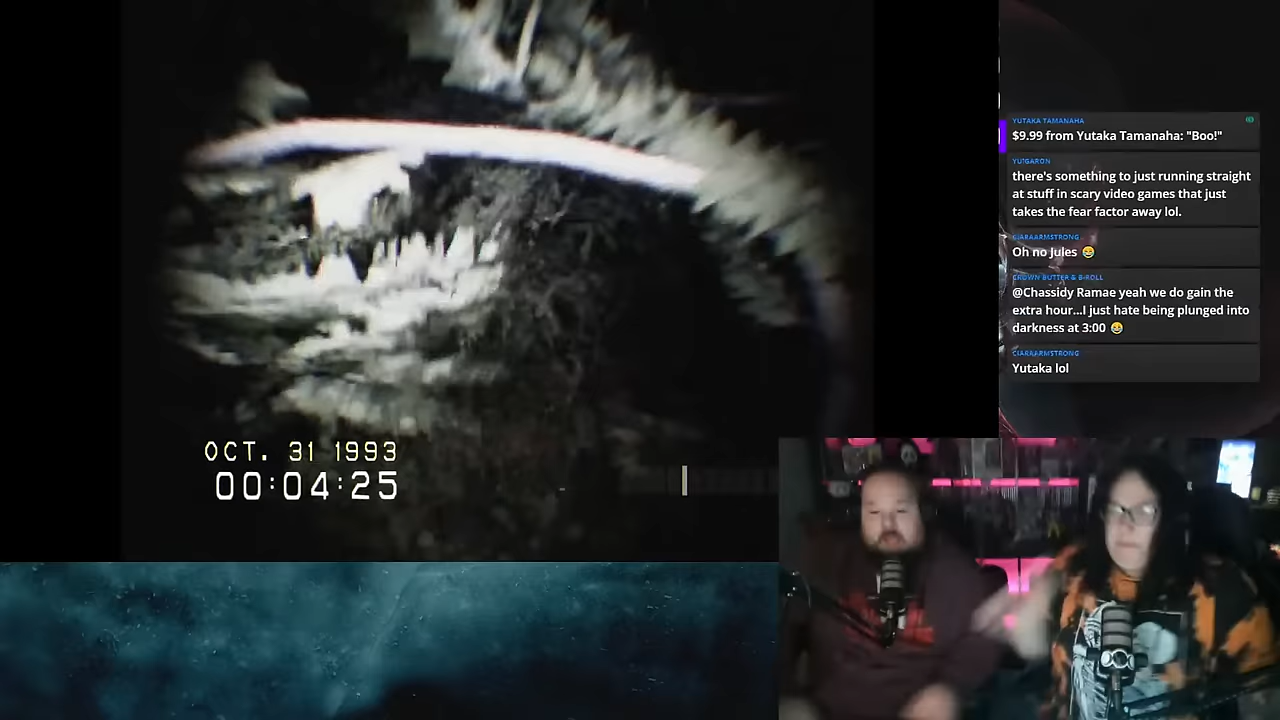 YUTAKA TAMANAHA
$9.99 from Yutaka Tamanaha: "Boo!"
YU'GARON
there's something to just running straight
at stuff in scary video games that just
takes the fear factor away lol.
CIARAARMSTRONG
Oh no Jules 😂
CROWN BUTTER & B-ROLL
@Chassidy Ramae yeah we do gain the
extra hour...I just hate being plunged into
darkness at 3:00 😂
CIARAARMSTRONG
Yutaka lol
OCT. 31 1993
00:04:25